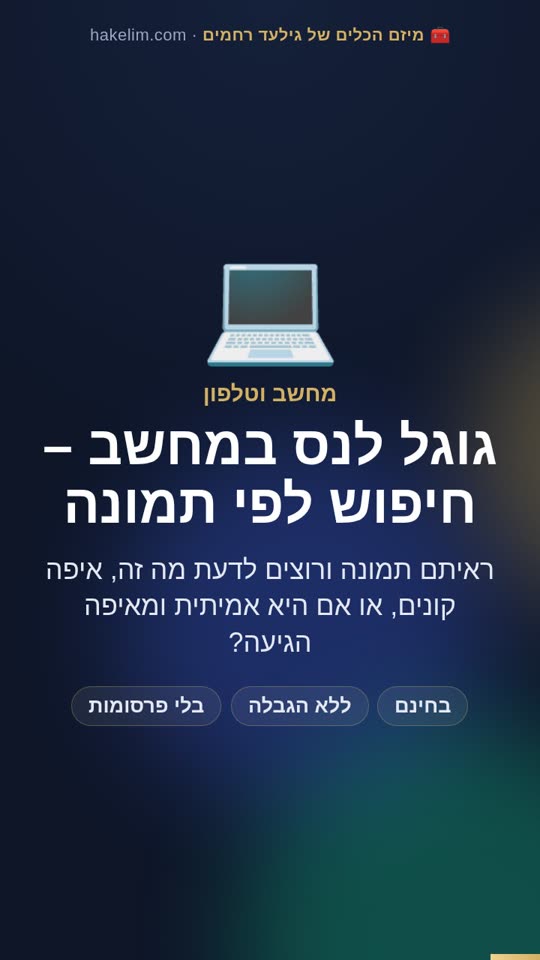 🧰 מיזם הכלים של גילעד רחמים · hakelim.com
מחשב וטלפון
גוגל לנס במחשב –
חיפוש לפי תמונה
ראיתם תמונה ורוצים לדעת מה זה, איפה
קונים, או אם היא אמיתית ומאיפה
הגיעה?
בחינם
ללא הגבלה
בלי פרסומות